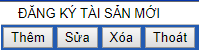 ĐĂNG KÝ TÀI SẢN MỚI
Thêm Sửa Xóa Thoát